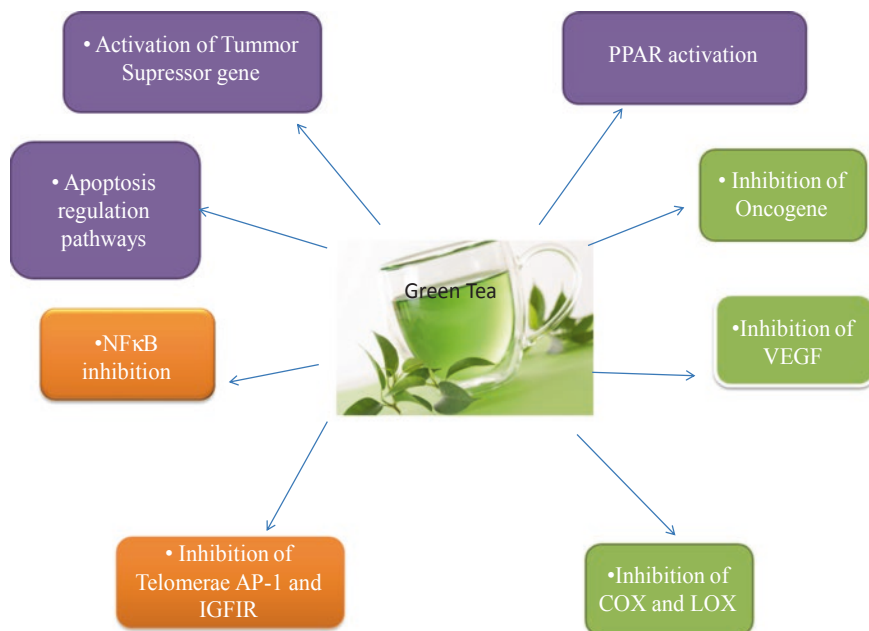 • Activation of Tummor
Supressor gene
PPAR activation
• Apoptosis
regulation
pathways
• Inhibition of
Oncogene
Green Tea
•NFκB
inhibition
•Inhibition of
VEGF
• Inhibition of
Telomerae AP-1 and
IGFIR
•Inhibition of
COX and LOX